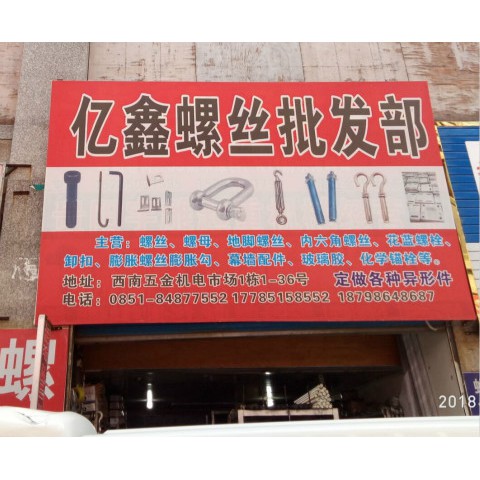 亿鑫螺丝批发部
主营：螺丝、螺母、地脚螺丝、内六角螺丝、花蓝螺栓、
卸扣、膨胀螺丝膨胀勾、幕墙配件、玻璃胶、化学锚栓等。
地址：西南五金机电市场1栋1-36号 定做各种异形件
电话：0851-84877552 17785158552 18798648687
螺
2018